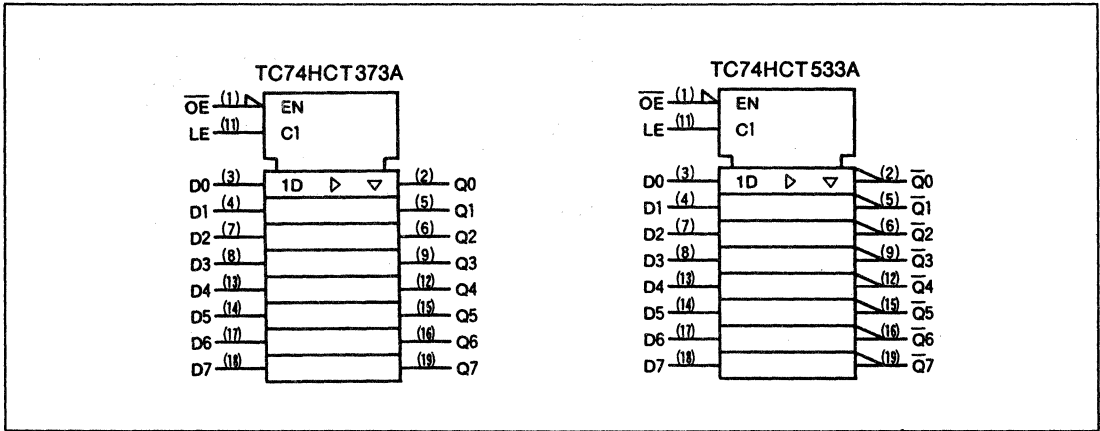 TC74HCT373A
OE (1) EN
LE (11) C1
D0 (3) 1D (2) Q0
D1 (4) (5) Q1
D2 (7) (6) Q2
D3 (8) (9) Q3
D4 (13) (12) Q4
D5 (14) (15) Q5
D6 (17) (16) Q6
D7 (18) (19) Q7
TC74HCT533A
OE (1) EN
LE (11) C1
D0 (3) 1D (2) Q0
D1 (4) (5) Q1
D2 (7) (6) Q2
D3 (8) (9) Q3
D4 (13) (12) Q4
D5 (14) (15) Q5
D6 (17) (16) Q6
D7 (18) (19) Q7